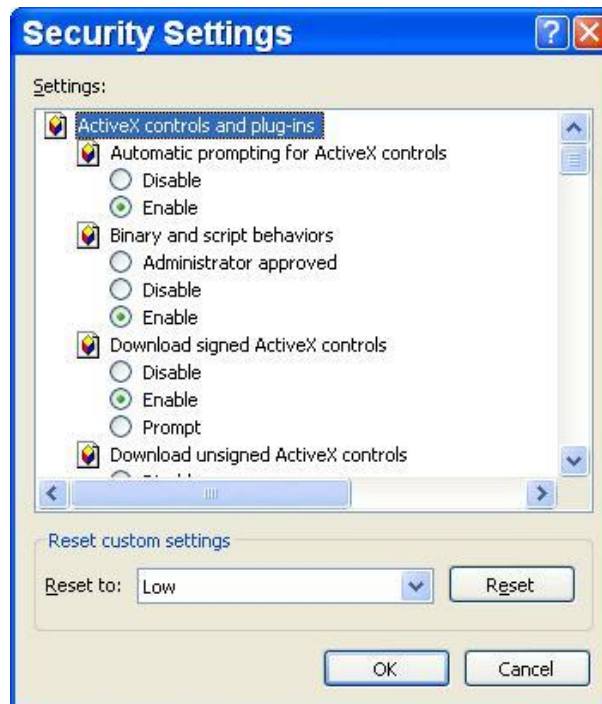 Security Settings
Settings:
ActiveX controls and plug-ins
Automatic prompting for ActiveX controls
Disable
Enable
Binary and script behaviors
Administrator approved
Disable
Enable
Download signed ActiveX controls
Disable
Enable
Prompt
Download unsigned ActiveX controls
Reset custom settings
Reset to: Low Reset
OK Cancel